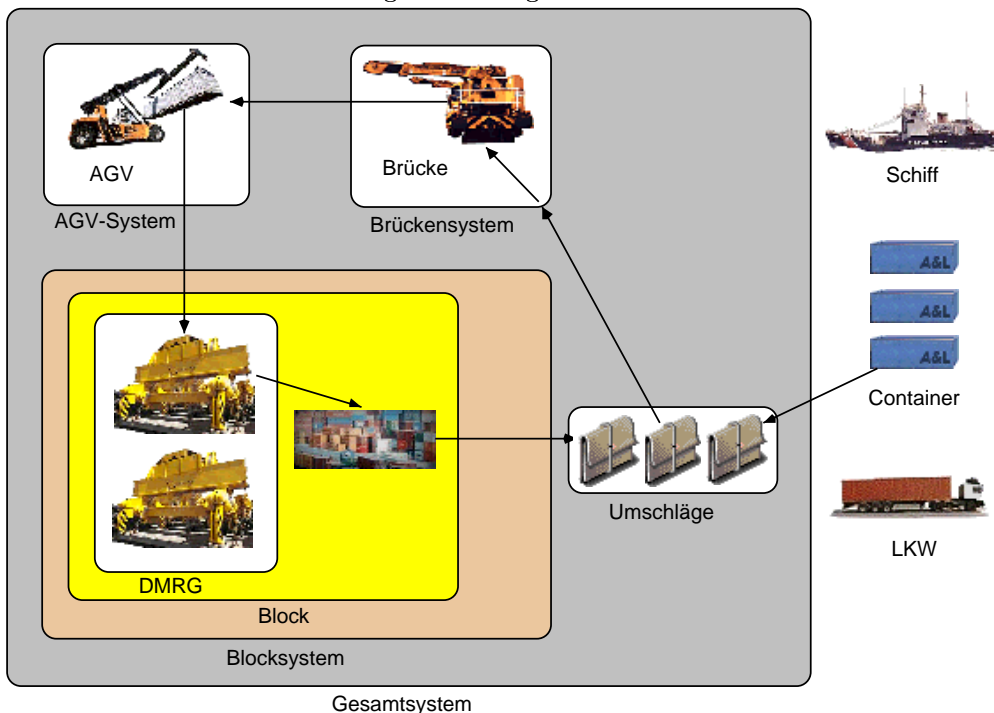 AGV
AGV-System
Brücke
Brückensystem
Schiff
A&L
A&L
A&L
Container
Umschläge
LKW
DMRG
Block
Blocksystem
Gesamtsystem